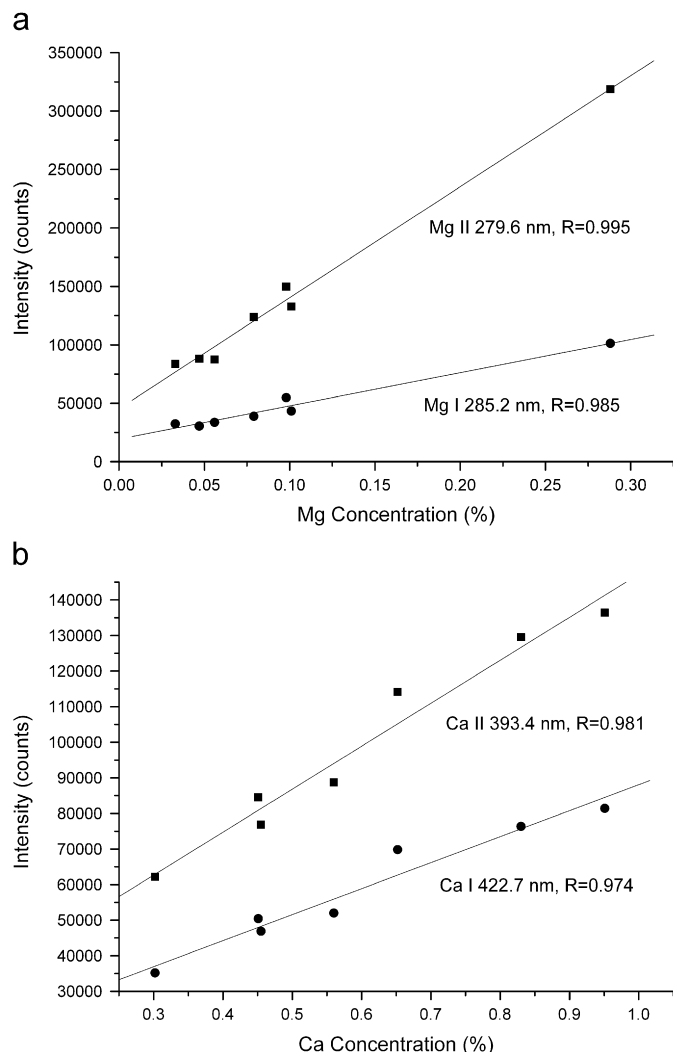 a
350000
300000
250000
200000
150000
100000
50000
0
Intensity (counts)
Mg II 279.6 nm, R=0.995
Mg I 285.2 nm, R=0.985
0.00 0.05 0.10 0.15 0.20 0.25 0.30
Mg Concentration (%)
b
140000
130000
120000
110000
100000
90000
80000
70000
60000
50000
40000
30000
Intensity (counts)
Ca II 393.4 nm, R=0.981
Ca I 422.7 nm, R=0.974
0.3 0.4 0.5 0.6 0.7 0.8 0.9 1.0
Ca Concentration (%)